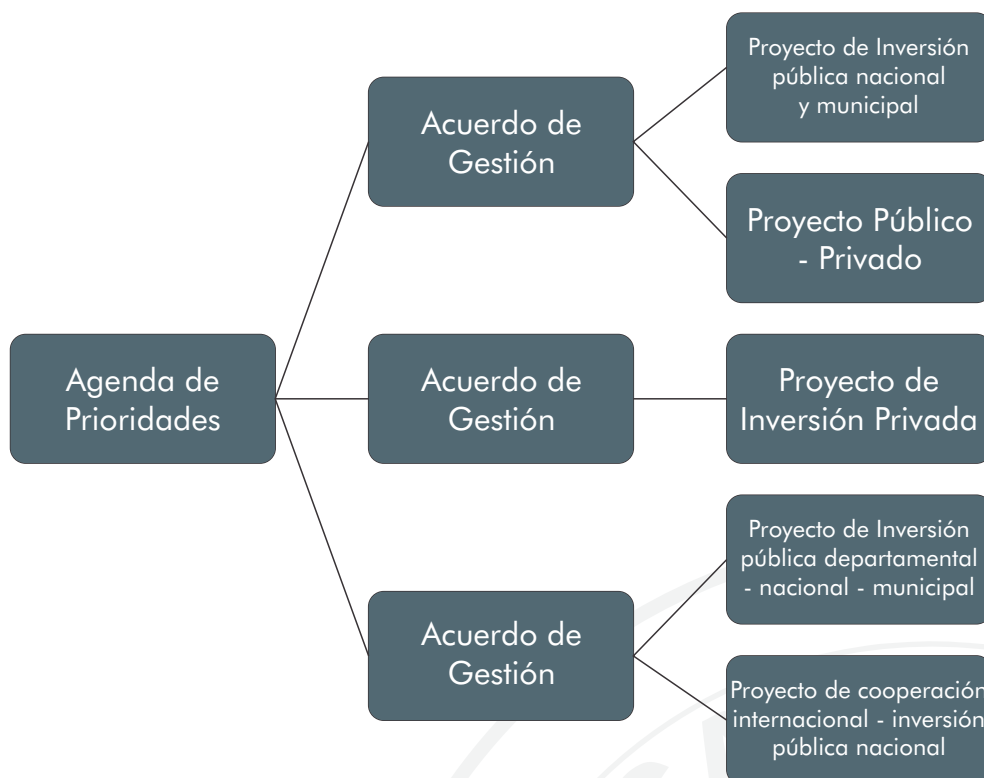 Proyecto de Inversión
pública nacional
y municipal
Acuerdo de
Gestión
Proyecto Público
- Privado
Agenda de
Prioridades
Acuerdo de
Gestión
Proyecto de
Inversión Privada
Proyecto de Inversión
pública departamental
- nacional - municipal
Acuerdo de
Gestión
Proyecto de cooperación
internacional - inversión
pública nacional